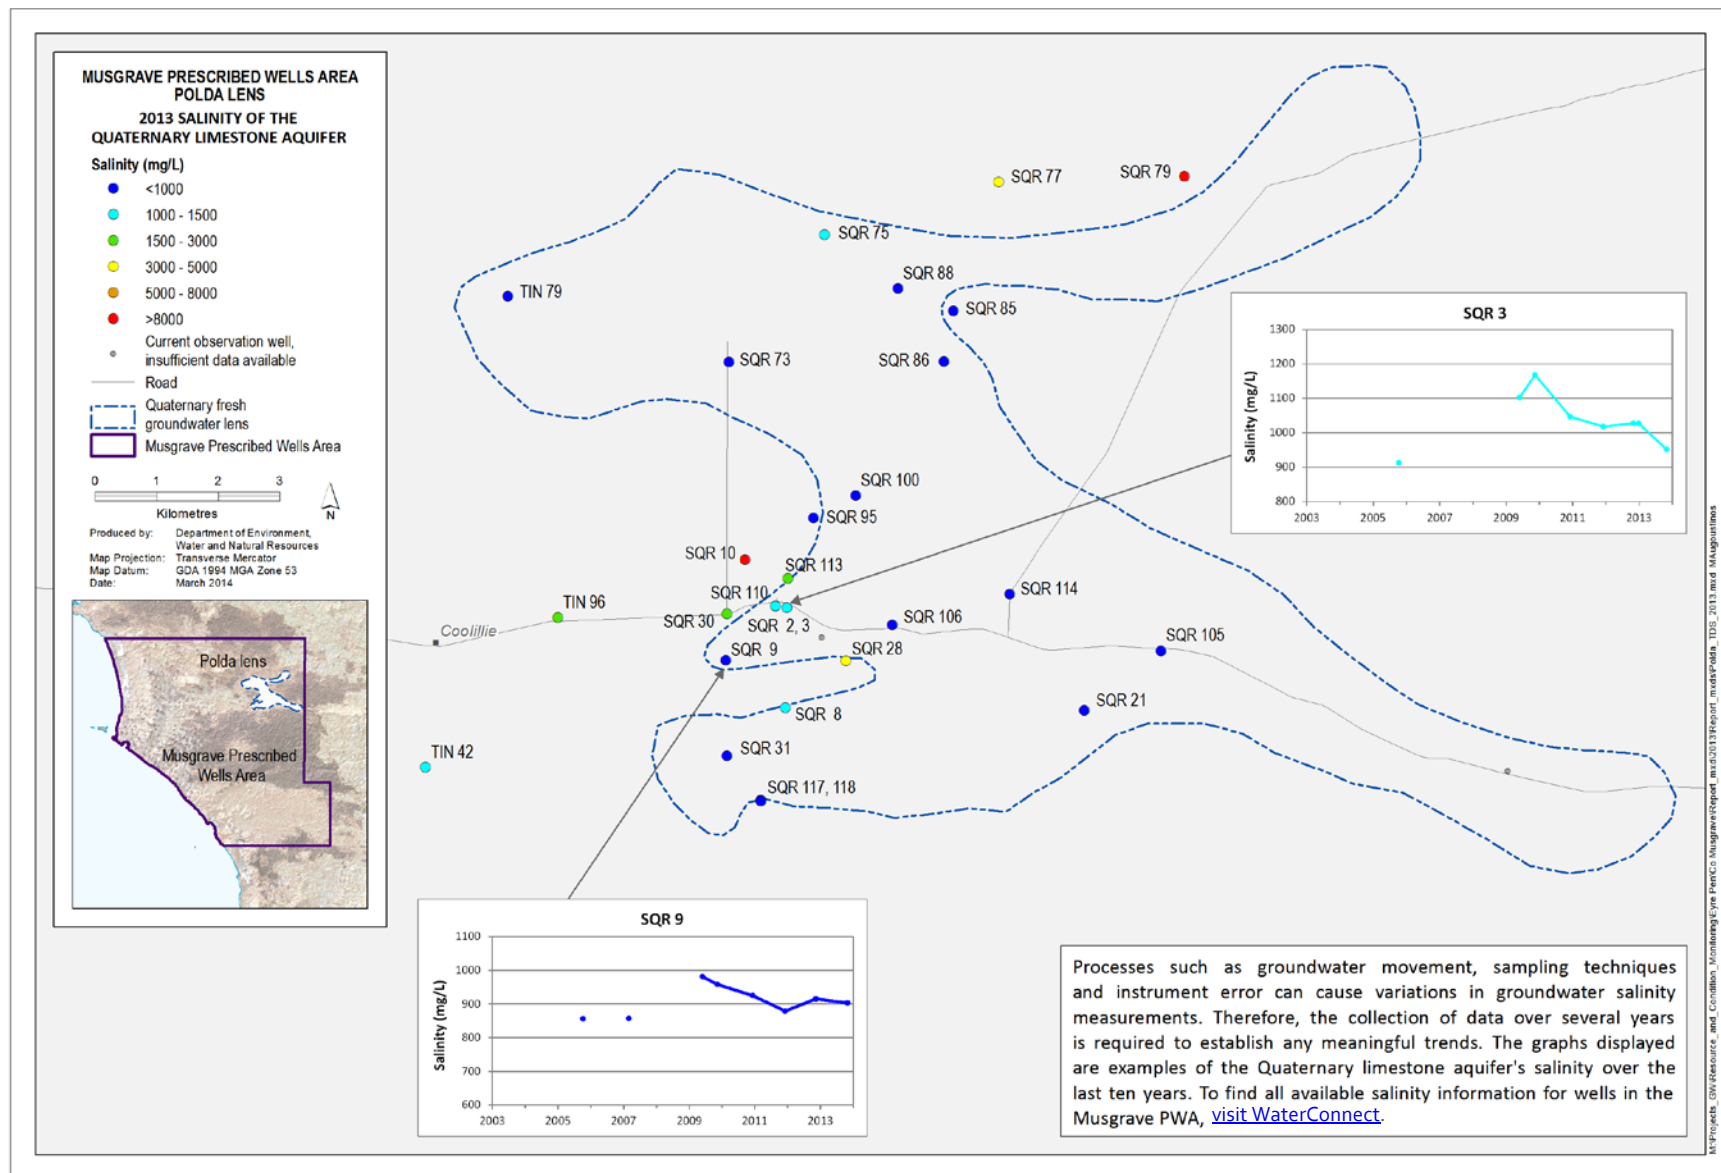 MUSGRAVE PRESCRIBED WELLS AREA
POLDA LENS
2013 SALINITY OF THE
QUATERNARY LIMESTONE AQUIFER
Salinity (mg/L)
<1000
1000 - 1500
1500 - 3000
3000 - 5000
5000 - 8000
>8000
Current observation well,
insufficient data available
Road
Quaternary fresh
groundwater lens
Musgrave Prescribed Wells Area
0 1 2 3
Kilometres
N
Produced by: Department of Environment,
Water and Natural Resources
Map Projection: Transverse Mercator
Map Datum: GDA 1994 MGA Zone 53
Date: March 2014
Polda lens
Musgrave Prescribed
Wells Area
SQR 77
SQR 79
SQR 75
SQR 88
TIN 79
SQR 85
SQR 73
SQR 86
SQR 100
SQR 95
SQR 10
SQR 113
SQR 110
SQR 114
TIN 96
SQR 30
SQR 2, 3
SQR 106
Coolillie
SQR 9
SQR 28
SQR 105
SQR 8
SQR 21
TIN 42
SQR 31
SQR 117, 118
SQR 3
Salinity (mg/L)
1300
1200
1100
1000
900
800
2003 2005 2007 2009 2011 2013
SQR 9
Salinity (mg/L)
1100
1000
900
800
700
600
2003 2005 2007 2009 2011 2013
Processes such as groundwater movement, sampling techniques
and instrument error can cause variations in groundwater salinity
measurements. Therefore, the collection of data over several years
is required to establish any meaningful trends. The graphs displayed
are examples of the Quaternary limestone aquifer's salinity over the
last ten years. To find all available salinity information for wells in the
Musgrave PWA, visit WaterConnect.